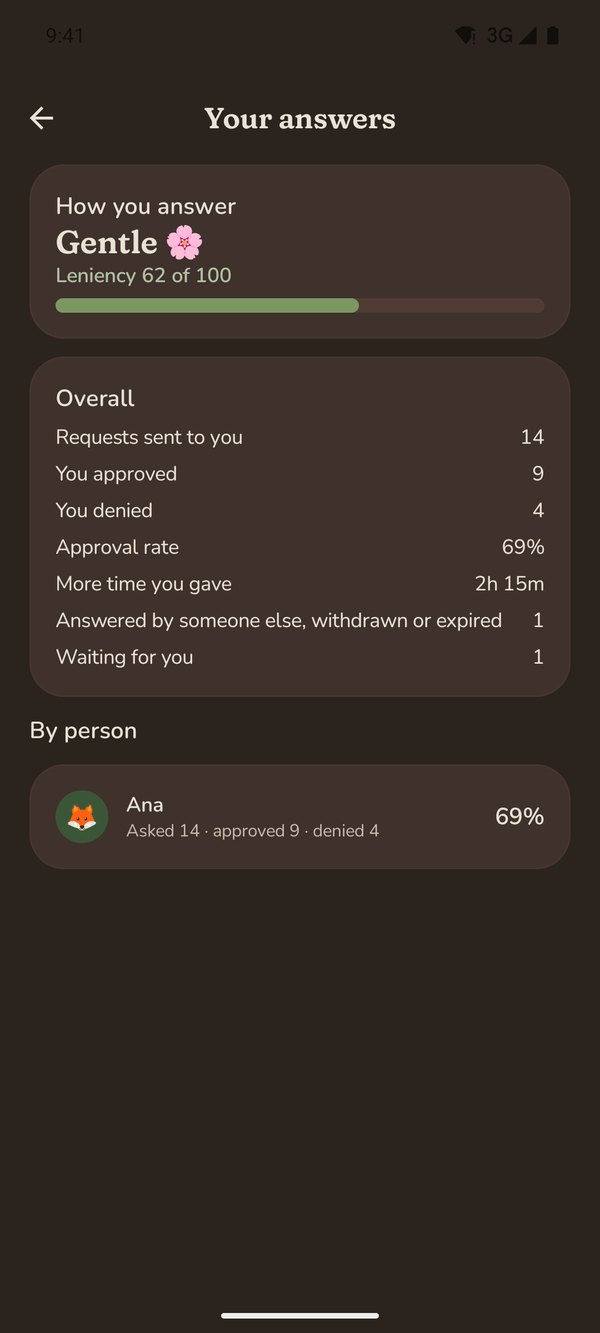 9:41
3G
Your answers
How you answer
Gentle 🌸
Leniency 62 of 100
Overall
Requests sent to you 14
You approved 9
You denied 4
Approval rate 69%
More time you gave 2h 15m
Answered by someone else, withdrawn or expired 1
Waiting for you 1
By person
Ana
Asked 14 · approved 9 · denied 4
69%